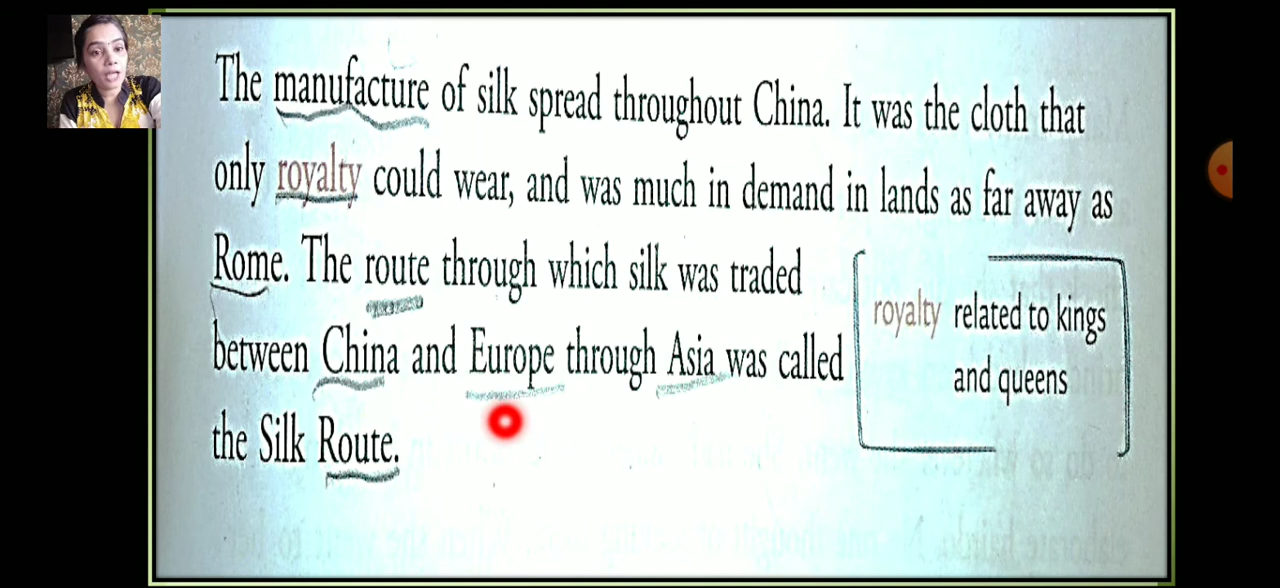 The manufacture of silk spread throughout China. It was the cloth that
only royalty could wear, and was much in demand in lands as far away as
Rome. The route through which silk was traded
between China and Europe through Asia was called
the Silk Route.
royalty related to kings
and queens